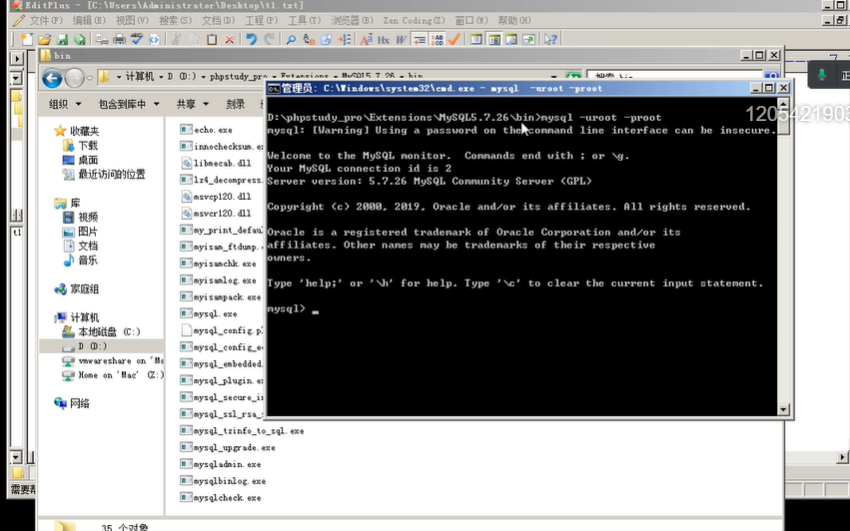 EditPlus - [C:\Users\Administrator\Desktop\t1.txt]
文件(F) 编辑(E) 视图(V) 搜索(S) 文档(D) 工程(P) 工具(T) 浏览器(B) Zen Coding(Z) 窗口(W) 帮助(H)
bin
计算机 D (D:) phpstudy_pro Extensions MySQL5.7.26 bin
搜索 bin
正
组织 包含到库中 共享 刻录
收藏夹
下载
桌面
最近访问的位置
库
视频
图片
文档
音乐
家庭组
计算机
本地磁盘 (C:)
D (D:)
vmwareshare on 'Ma
Home on 'Mac' (Z:)
网络
echo.exe
innochecksum.ex
libmecab.dll
lz4_decompress.
msvcp120.dll
msvcr120.dll
my_print_defau
myisam_ftdump.
myisamchk.exe
myisamlog.exe
myisampack.exe
mysql.exe
mysql_config.pl
mysql_config_e
mysql_embedded.
mysql_plugin.ex
mysql_secure_in
mysql_ssl_rsa_
mysql_tzinfo_to_sql.exe
mysql_upgrade.exe
mysqladmin.exe
mysqlbinlog.exe
mysqlcheck.exe
35 个对象
t1
管理员: C:\Windows\system32\cmd.exe - mysql -uroot -proot
D:\phpstudy_pro\Extensions\MySQL5.7.26\bin>mysql -uroot -proot
mysql: [Warning] Using a password on the command line interface can be insecure.
Welcome to the MySQL monitor. Commands end with ; or \g.
Your MySQL connection id is 2
Server version: 5.7.26 MySQL Community Server (GPL)
Copyright (c) 2000, 2019, Oracle and/or its affiliates. All rights reserved.
Oracle is a registered trademark of Oracle Corporation and/or its
affiliates. Other names may be trademarks of their respective
owners.
Type 'help;' or '\h' for help. Type '\c' to clear the current input statement.
mysql>
1205421903